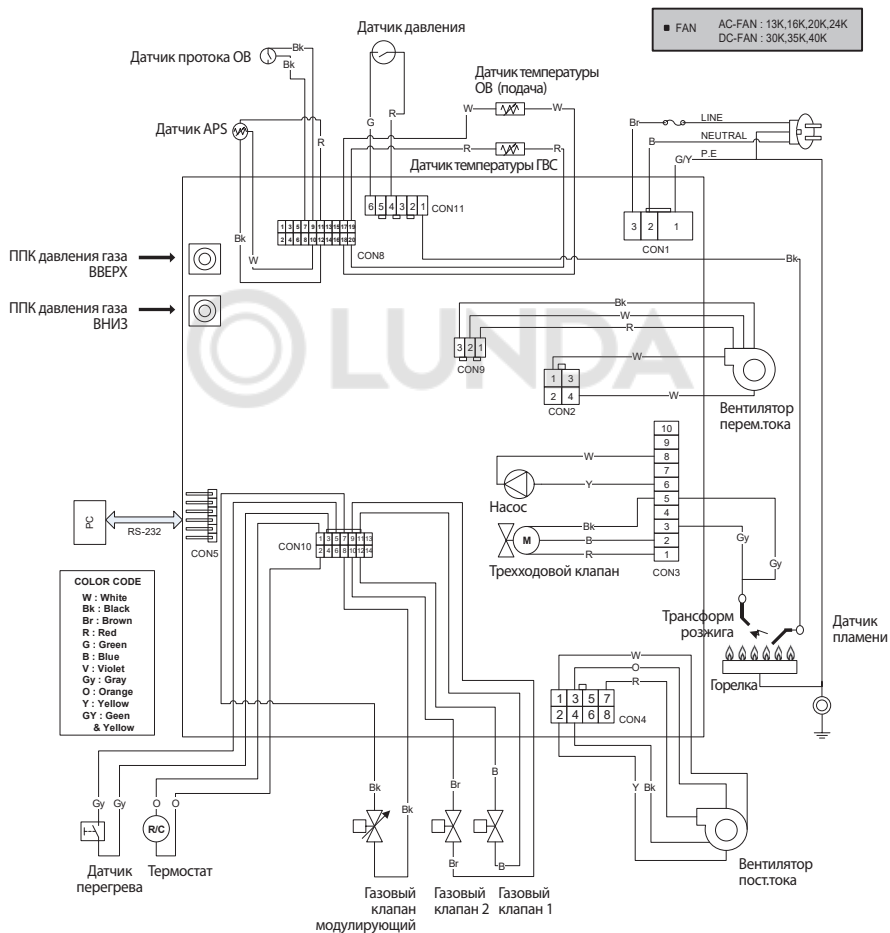 Датчик давления
FAN AC-FAN : 13K,16K,20K,24K
DC-FAN : 30K,35K,40K
Датчик протока ОВ
Bk
Bk
Датчик температуры
ОВ (подача)
W
W
G
R
Br
LINE
B
NEUTRAL
G/Y
P.E
Датчик APS
R
R
R
Датчик температуры ГВС
6 5 4 3 2 1
CON11
3 2 1
CON1
1 3 5 7 9 11 13 15 17 19
2 4 6 8 10 12 14 16 18 20
CON8
Bk
W
Bk
ППК давления газа
ВВЕРХ
ППК давления газа
ВНИЗ
LUNDA
Bk
W
R
3 2 1
CON9
W
1 3
2 4
CON2
W
Вентилятор
перем.тока
10
9
8
7
6
5
4
3
2
1
CON3
W
Y
Насос
Bk
B
R
M
Трехходовой клапан
Gy
Gy
PC
RS-232
CON5
CON10
1 3 5 7 9 11 13
2 4 6 8 10 12 14
COLOR CODE
W : White
Bk : Black
Br : Brown
R : Red
G : Green
B : Blue
V : Violet
Gy : Gray
O : Orange
Y : Yellow
GY : Geen
& Yellow
Трансформ
розжига
Датчик
пламени
Горелка
W
O
R
1 3 5 7
2 4 6 8
CON4
Y Bk
Вентилятор
пост.тока
Gy
Gy
O
O
R/C
Датчик
перегрева
Термостат
Bk
Bk
Br
Br
B
B
Газовый
клапан
модулирующий
Газовый
клапан 2
Газовый
клапан 1